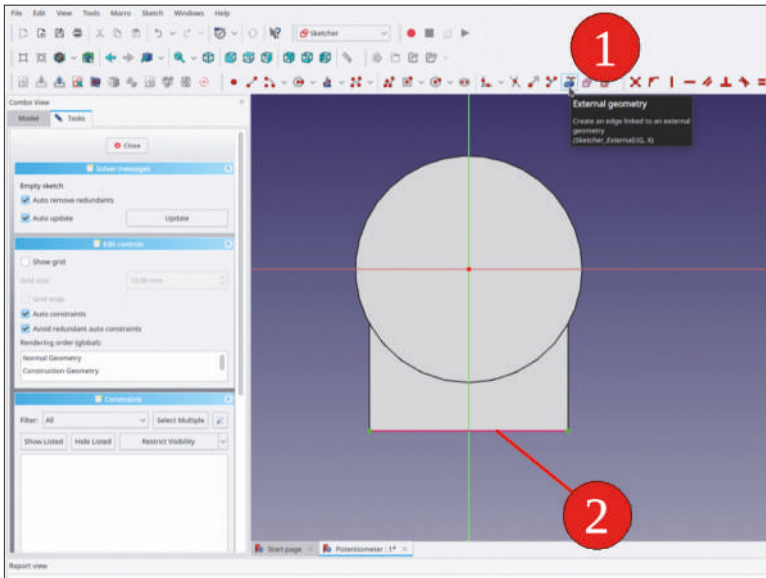 File Edit View Tools Macro Sketch Windows Help
Sketcher
1
External geometry
Create an edge linked to an external
geometry
(Sketcher_External) (G, X)
Combo View
Model Tasks
Close
Solver messages
Empty sketch
Auto remove redundants
Auto update Update
Edit controls
Show grid
Grid size 10,00 mm
Grid snap
Auto constraints
Avoid redundant auto constraints
Rendering order (global):
Normal Geometry
Construction Geometry
Constraints
Filter: All Select Multiple
Show Listed Hide Listed Restrict Visibility
2
Start page Potentiometer : 1*
Report view